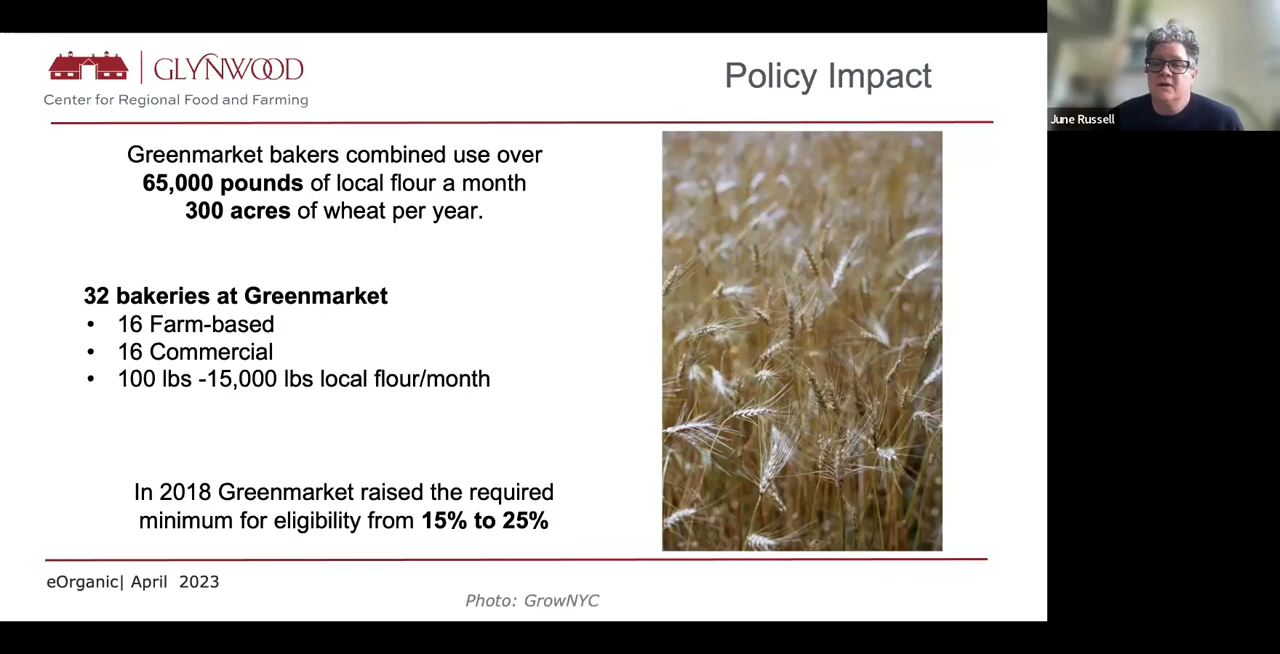 GLYNWOOD
Center for Regional Food and Farming
Policy Impact
June Russell
Greenmarket bakers combined use over
65,000 pounds of local flour a month
300 acres of wheat per year.
32 bakeries at Greenmarket
• 16 Farm-based
• 16 Commercial
• 100 lbs -15,000 lbs local flour/month
In 2018 Greenmarket raised the required
minimum for eligibility from 15% to 25%
eOrganic| April 2023
Photo: GrowNYC